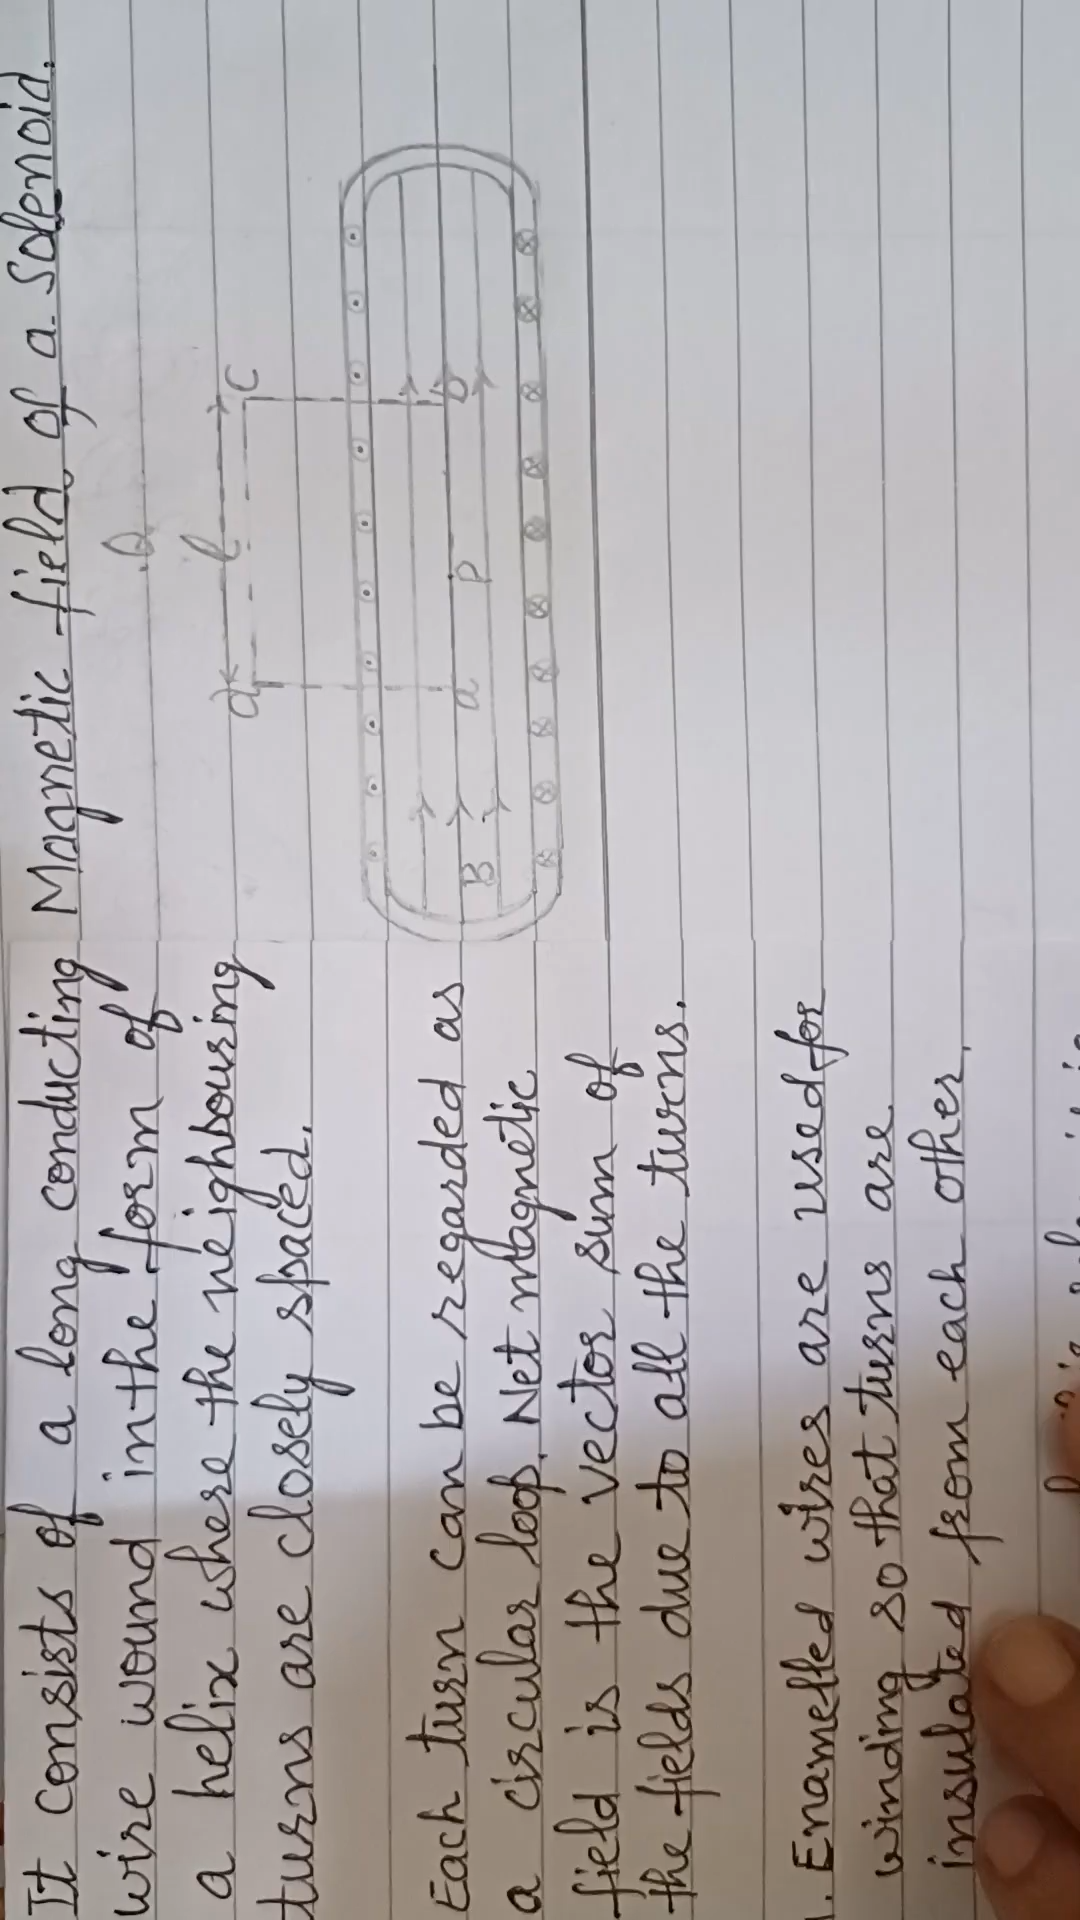 It consists of a long conducting
wire wound in the form of
a helix where the neighbouring
turns are closely spaced.
Each turn can be regarded as
a circular loop. Net magnetic
field is the vector sum of
the fields due to all the turns.
1. Enamelled wires are used for
winding so that turns are
insulated from each other.
Magnetic field of a solenoid.
d l c
B a P b